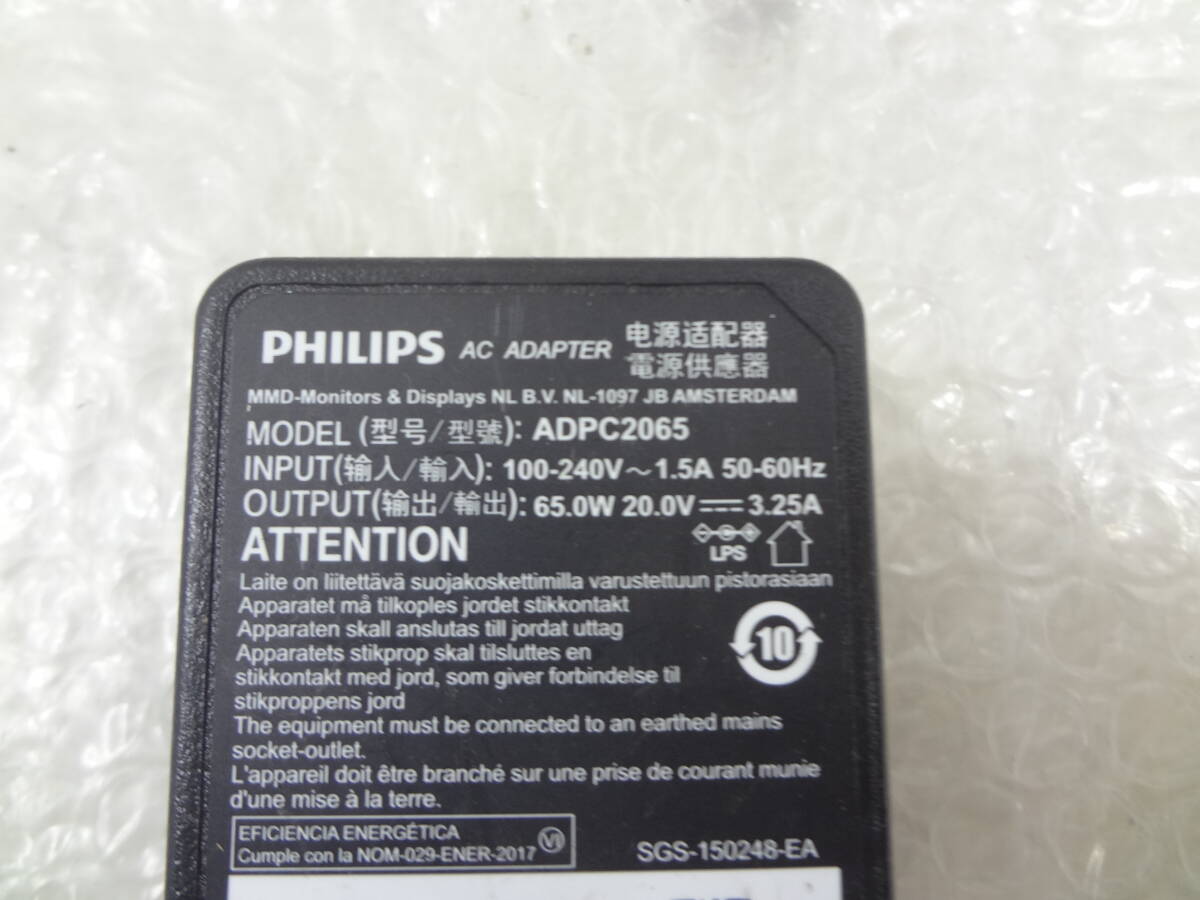 PHILIPS AC ADAPTER 电源适配器
電源供應器
MMD-Monitors & Displays NL B.V. NL-1097 JB AMSTERDAM
MODEL (型号/型號): ADPC2065
INPUT(输入/輸入): 100-240V～1.5A 50-60Hz
OUTPUT(输出/輸出): 65.0W 20.0V⎓3.25A
ATTENTION
LPS
Laite on liitettävä suojakoskettimilla varustettuun pistorasiaan
Apparatet må tilkoples jordet stikkontakt
Apparaten skall anslutas till jordat uttag
Apparatets stikprop skal tilsluttes en
stikkontakt med jord, som giver forbindelse til
stikproppens jord
10
The equipment must be connected to an earthed mains
socket-outlet.
L'appareil doit être branché sur une prise de courant munie
d'une mise à la terre.
EFICIENCIA ENERGÉTICA
Cumple con la NOM-029-ENER-2017 VI
SGS-150248-EA